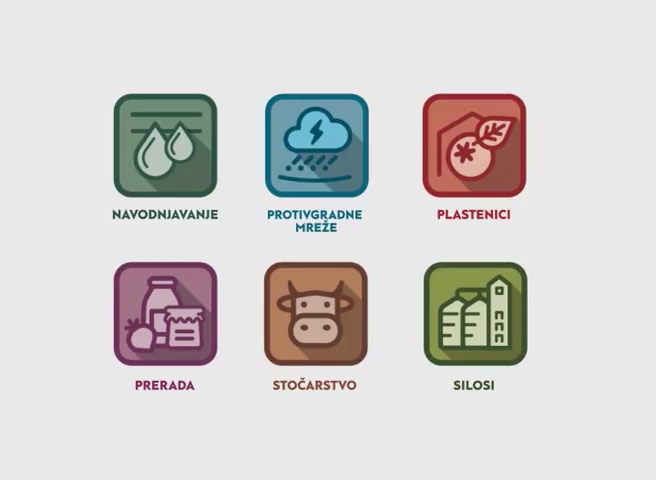 NAVODNJAVANJE
PROTIVGRADNE
MREŽE
PLASTENICI
PRERADA
STOČARSTVO
SILOSI